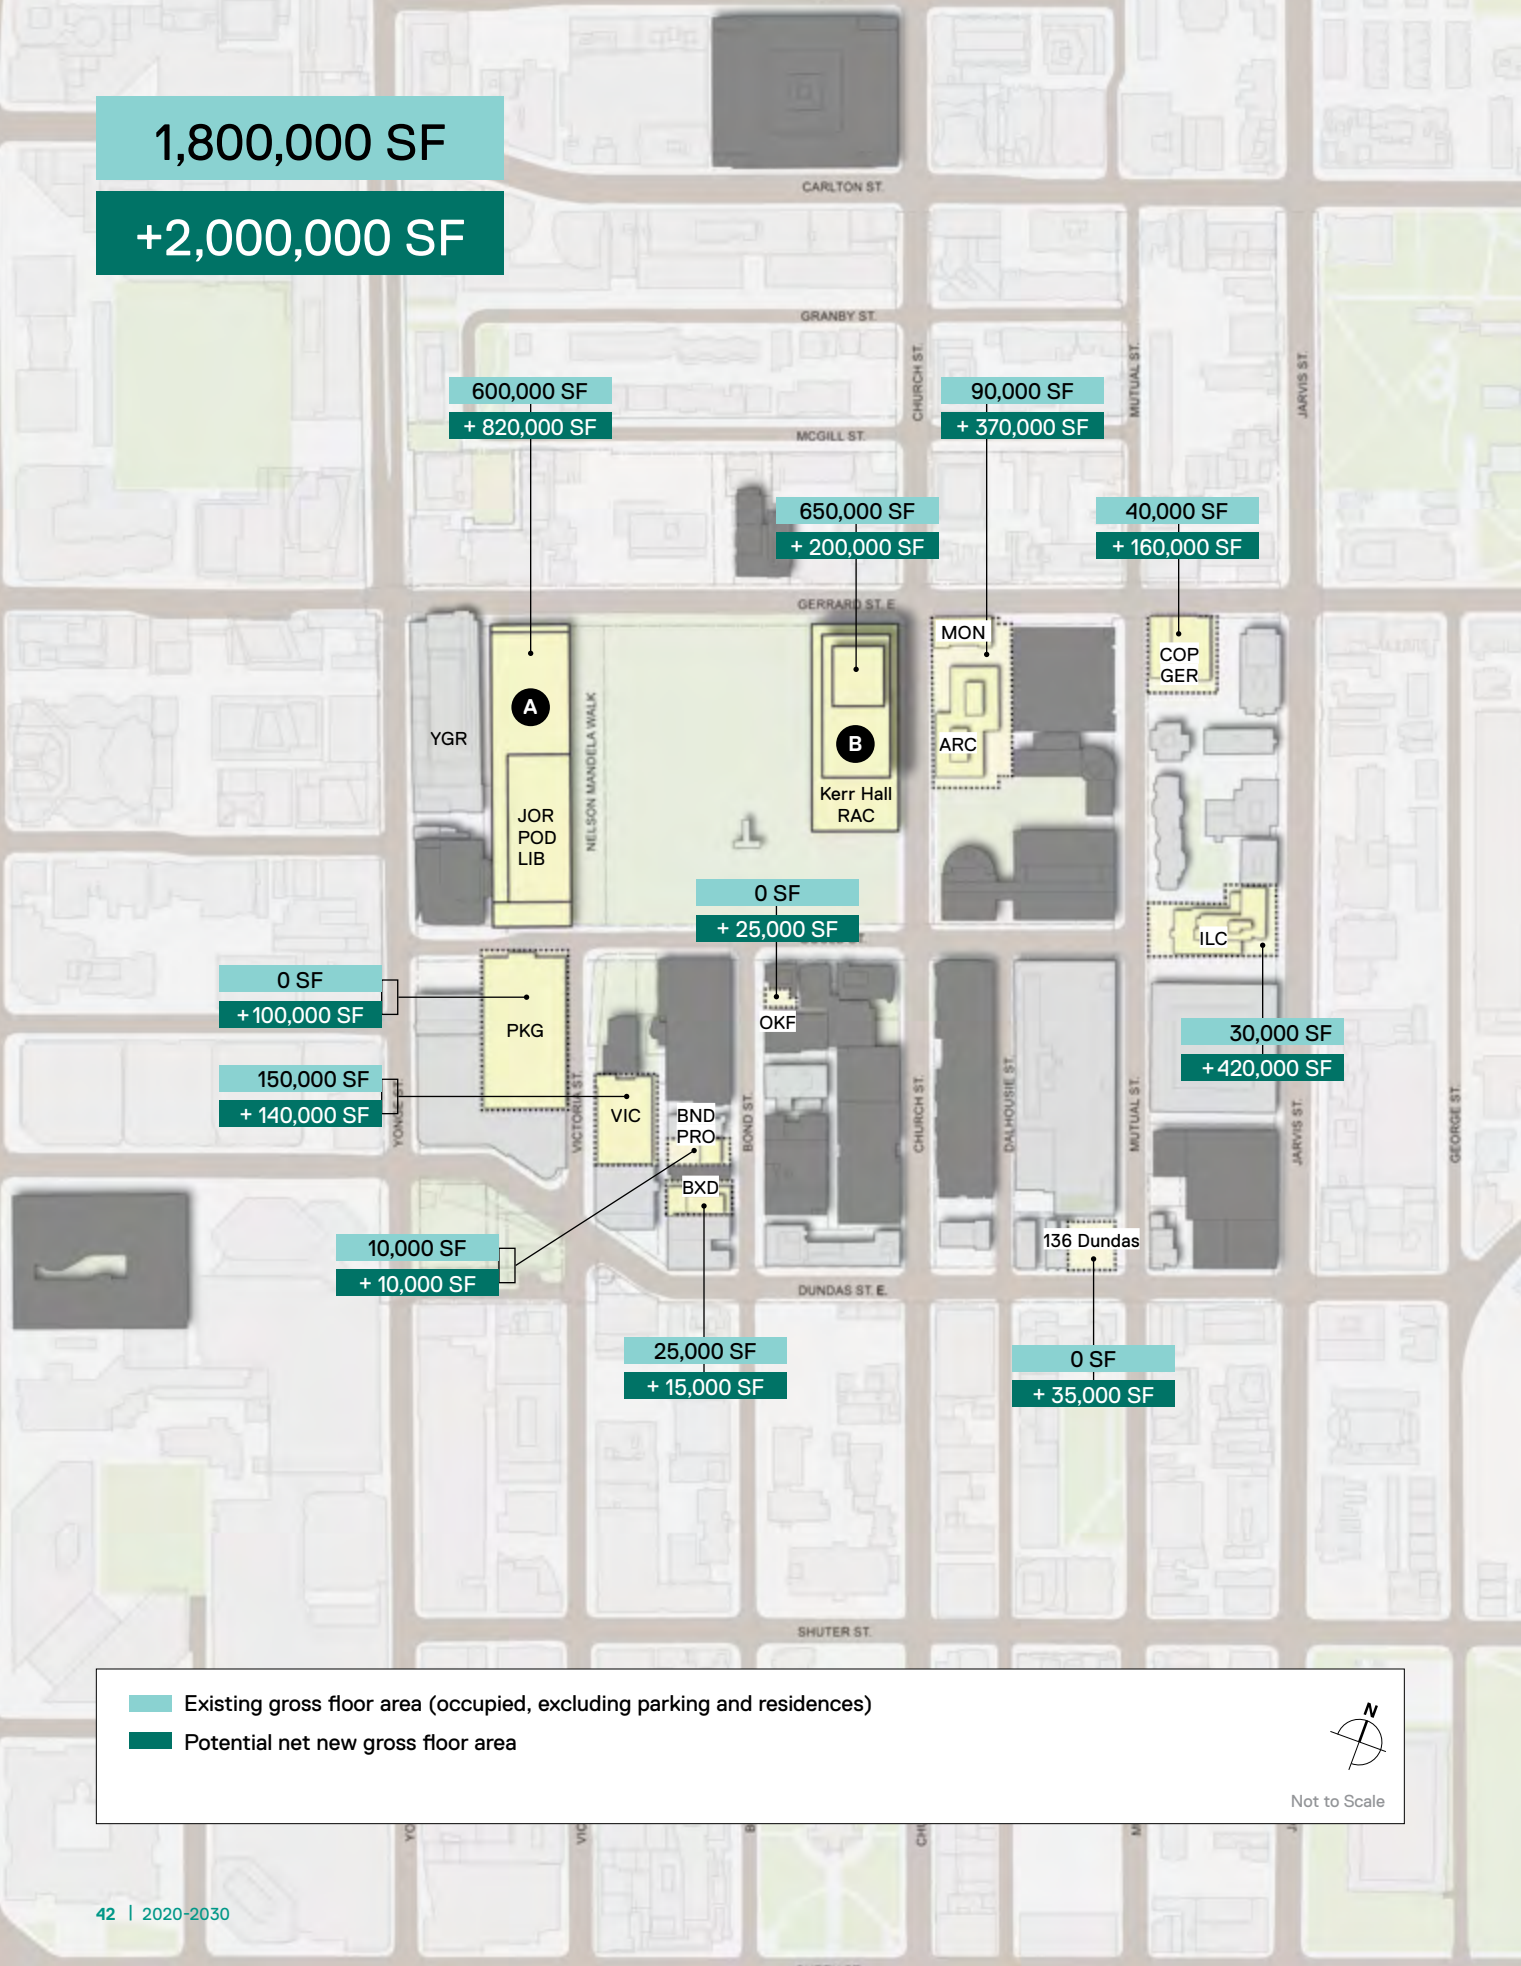 1,800,000 SF
+2,000,000 SF
CARLTON ST.
GRANBY ST.
CHURCH ST.
MUTUAL ST.
JARVIS ST.
600,000 SF
+ 820,000 SF
90,000 SF
+ 370,000 SF
MCGILL ST.
650,000 SF
+ 200,000 SF
40,000 SF
+ 160,000 SF
GERRARD ST. E
MON
COP
GER
A
YGR
NELSON MANDELA WALK
B
ARC
Kerr Hall
RAC
JOR
POD
LIB
0 SF
+ 25,000 SF
ILC
0 SF
+100,000 SF
PKG
OKF
30,000 SF
+420,000 SF
150,000 SF
+ 140,000 SF
YONGE ST.
VICTORIA ST.
VIC
BND
PRO
BOND ST.
CHURCH ST.
DALHOUSIE ST.
MUTUAL ST.
JARVIS ST.
GEORGE ST.
BXD
10,000 SF
+ 10,000 SF
136 Dundas
DUNDAS ST. E.
25,000 SF
+ 15,000 SF
0 SF
+ 35,000 SF
SHUTER ST.
Existing gross floor area (occupied, excluding parking and residences)
Potential net new gross floor area
N
Not to Scale
YO
VIC
CHU
42 | 2020-2030